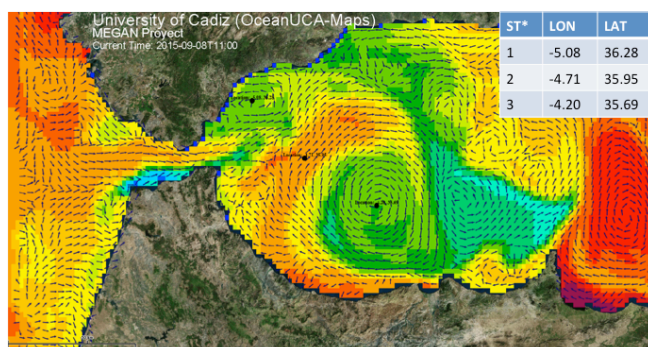 University of Cadiz (OceanUCA-Maps)
MEGAN Proyect
Current Time: 2015-09-08T11:00
ST* LON LAT
1 -5.08 36.28
2 -4.71 35.95
3 -4.20 35.69